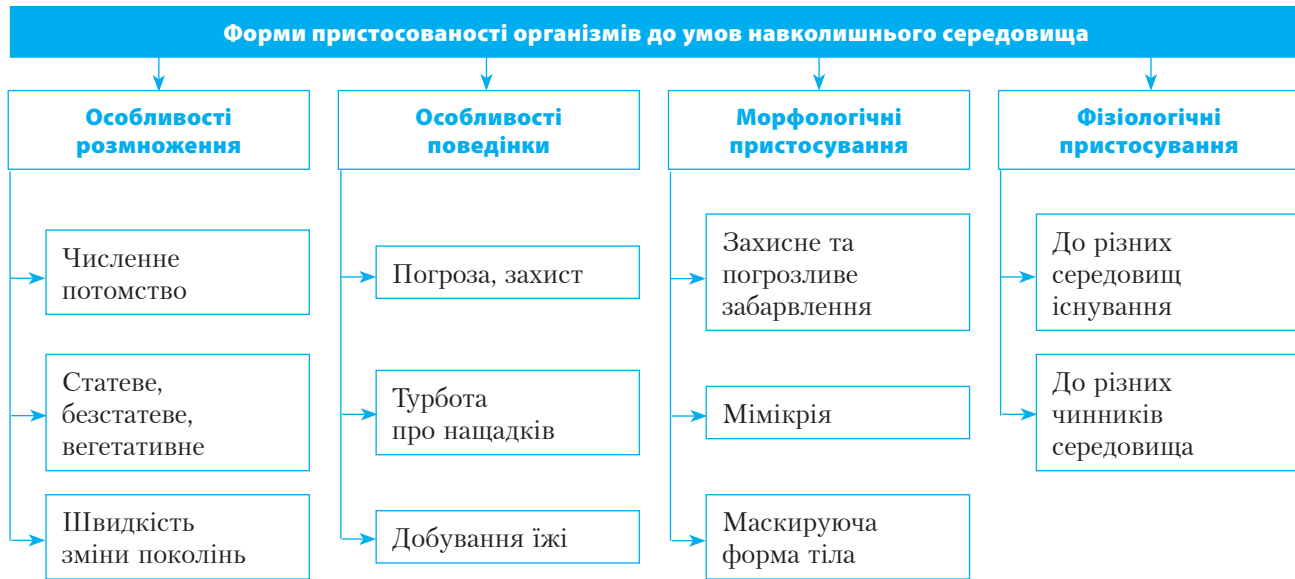 Форми пристосованості організмів до умов навколишнього середовища
Особливості
розмноження
Численне
потомство
Статеве,
безстатеве,
вегетативне
Швидкість
зміни поколінь
Особливості
поведінки
Погроза, захист
Турбота
про нащадків
Добування їжі
Морфологічні
пристосування
Захисне та
погрозливе
забарвлення
Мімікрія
Маскируюча
форма тіла
Фізіологічні
пристосування
До різних
середовищ
існування
До різних
чинників
середовища